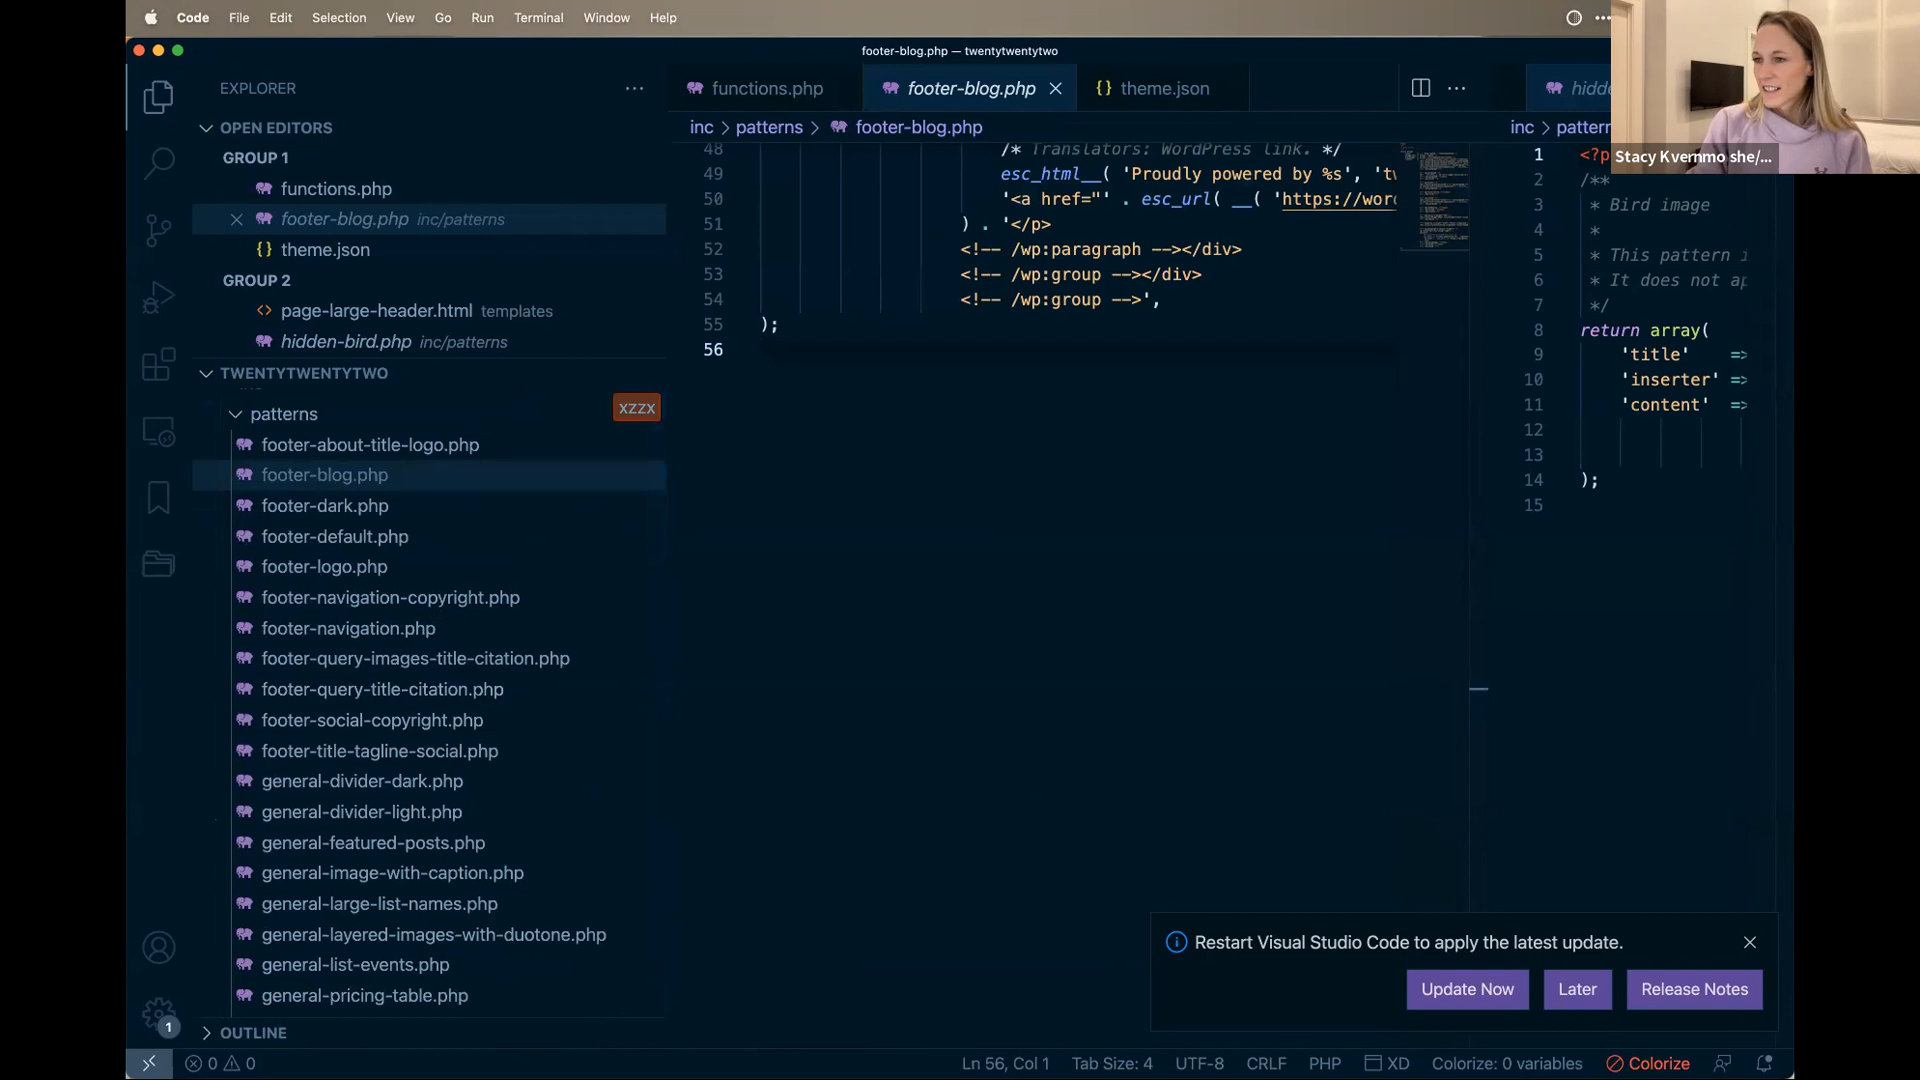 Code File Edit Selection View Go Run Terminal Window Help
footer-blog.php — twentytwentytwo
EXPLORER
OPEN EDITORS
GROUP 1
functions.php
footer-blog.php inc/patterns
theme.json
GROUP 2
page-large-header.html templates
hidden-bird.php inc/patterns
TWENTYTWENTYTWO
patterns
XZZX
footer-about-title-logo.php
footer-blog.php
footer-dark.php
footer-default.php
footer-logo.php
footer-navigation-copyright.php
footer-navigation.php
footer-query-images-title-citation.php
footer-query-title-citation.php
footer-social-copyright.php
footer-title-tagline-social.php
general-divider-dark.php
general-divider-light.php
general-featured-posts.php
general-image-with-caption.php
general-large-list-names.php
general-layered-images-with-duotone.php
general-list-events.php
general-pricing-table.php
OUTLINE
1
functions.php footer-blog.php {} theme.json
inc > patterns > footer-blog.php
48 /* Translators: WordPress link. */
49 esc_html__( 'Proudly powered by %s', 'tw
50 '<a href="' . esc_url( __( 'https://word
51 ) . '</p>
52 <!-- /wp:paragraph --></div>
53 <!-- /wp:group --></div>
54 <!-- /wp:group -->',
55 );
56
hidde
inc > pattern
1 <?p
2 /**
3 * Bird image
4 *
5 * This pattern i
6 * It does not ap
7 */
8 return array(
9 'title' =>
10 'inserter' =>
11 'content' =>
12
13
14 );
15
Stacy Kvernmo she/...
Restart Visual Studio Code to apply the latest update.
Update Now Later Release Notes
0 0 Ln 56, Col 1 Tab Size: 4 UTF-8 CRLF PHP XD Colorize: 0 variables Colorize